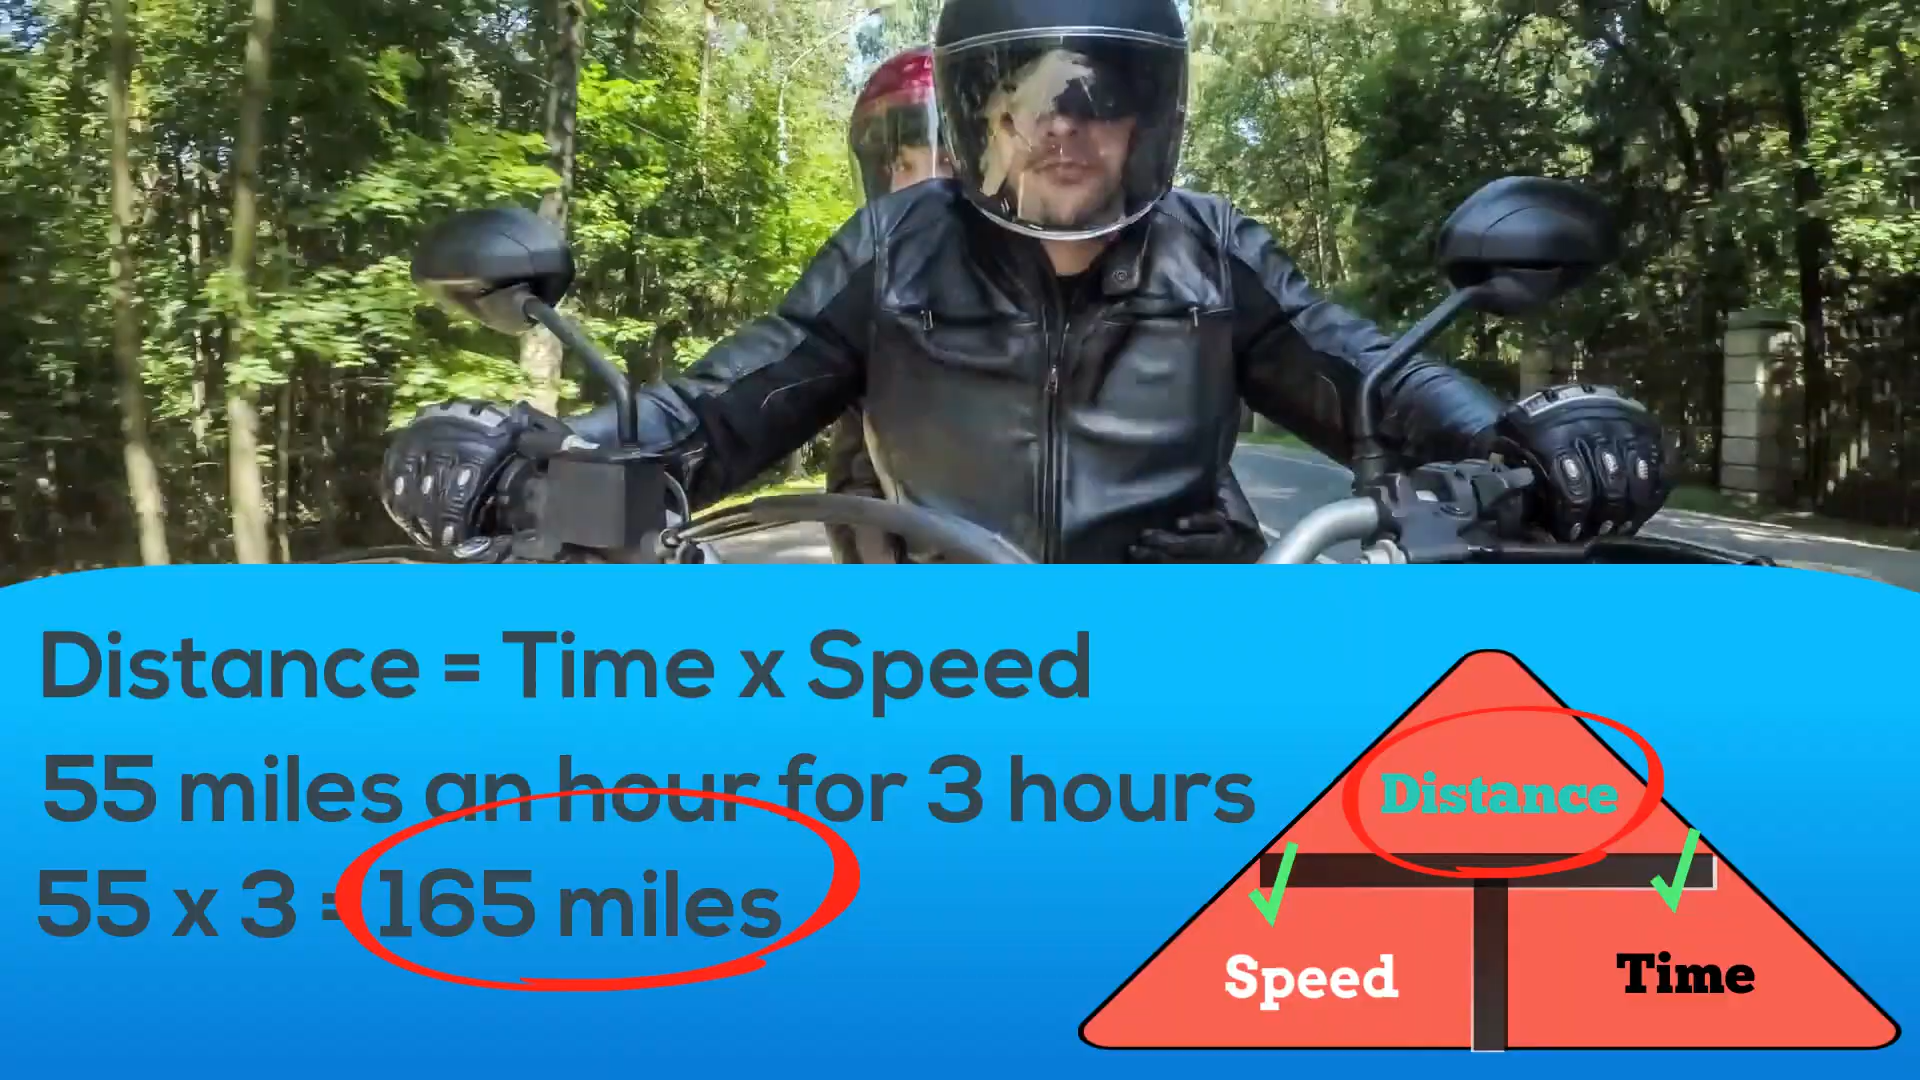 Distance = Time x Speed
55 miles an hour for 3 hours
55 x 3 = 165 miles
Distance
Speed
Time